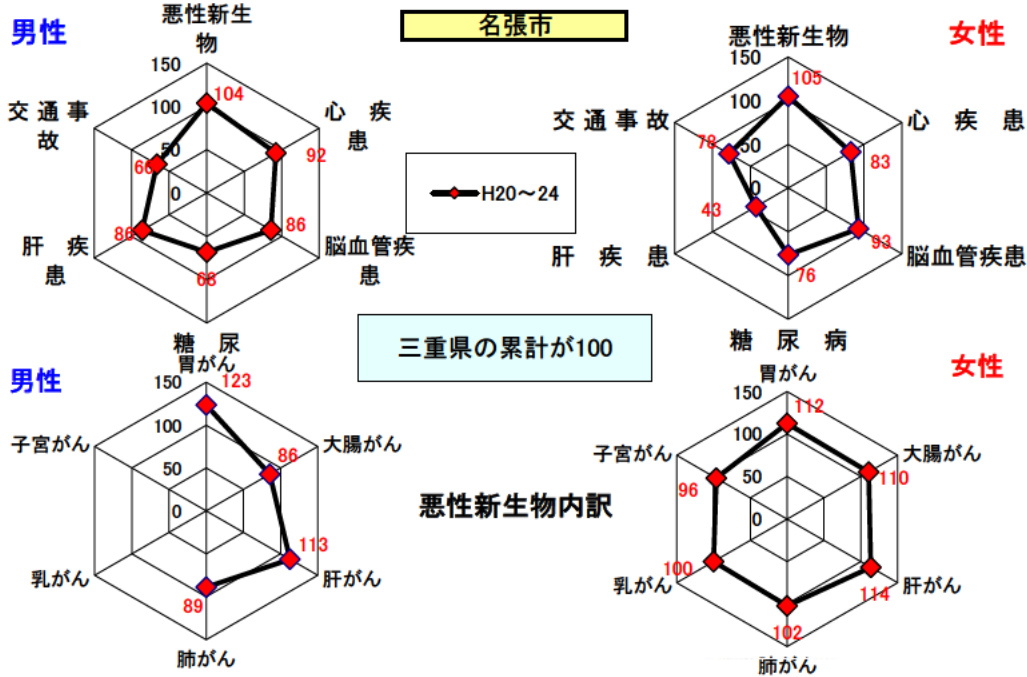 名張市
男性
悪性新生
物
150
100
50
0
104
心 疾
患
92
86
脳血管疾
患
68
糖 尿
86
肝 疾
患
66
交 通 事
故
女性
悪性新生物
150
100
50
0
105
心 疾 患
83
93
脳血管疾患
76
糖 尿 病
43
肝 疾 患
78
交 通 事 故
H20～24
三重県の累計が100
男性
胃がん
150
100
50
0
123
大腸がん
86
113
肝がん
89
肺がん
乳がん
子宮がん
悪性新生物内訳
女性
胃がん
150
100
50
0
112
大腸がん
110
114
肝がん
102
肺がん
100
乳がん
96
子宮がん